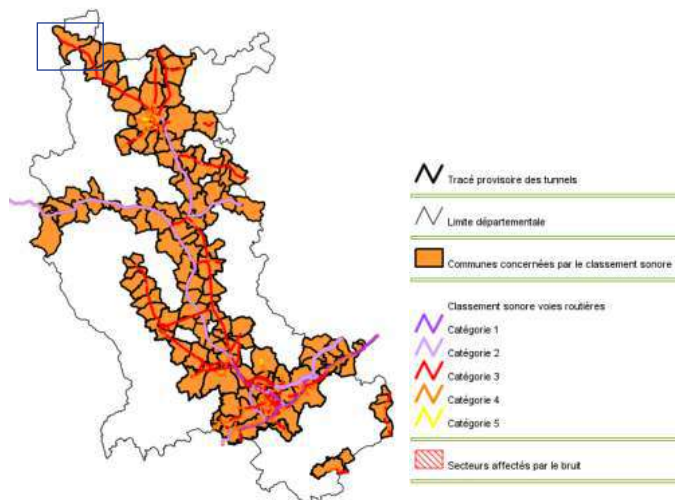 Tracé provisoire des tunnels
Limite départementale
Communes concernées par le classement sonore
Classement sonore voies routières
Catégorie 1
Catégorie 2
Catégorie 3
Catégorie 4
Catégorie 5
Secteurs affectés par le bruit